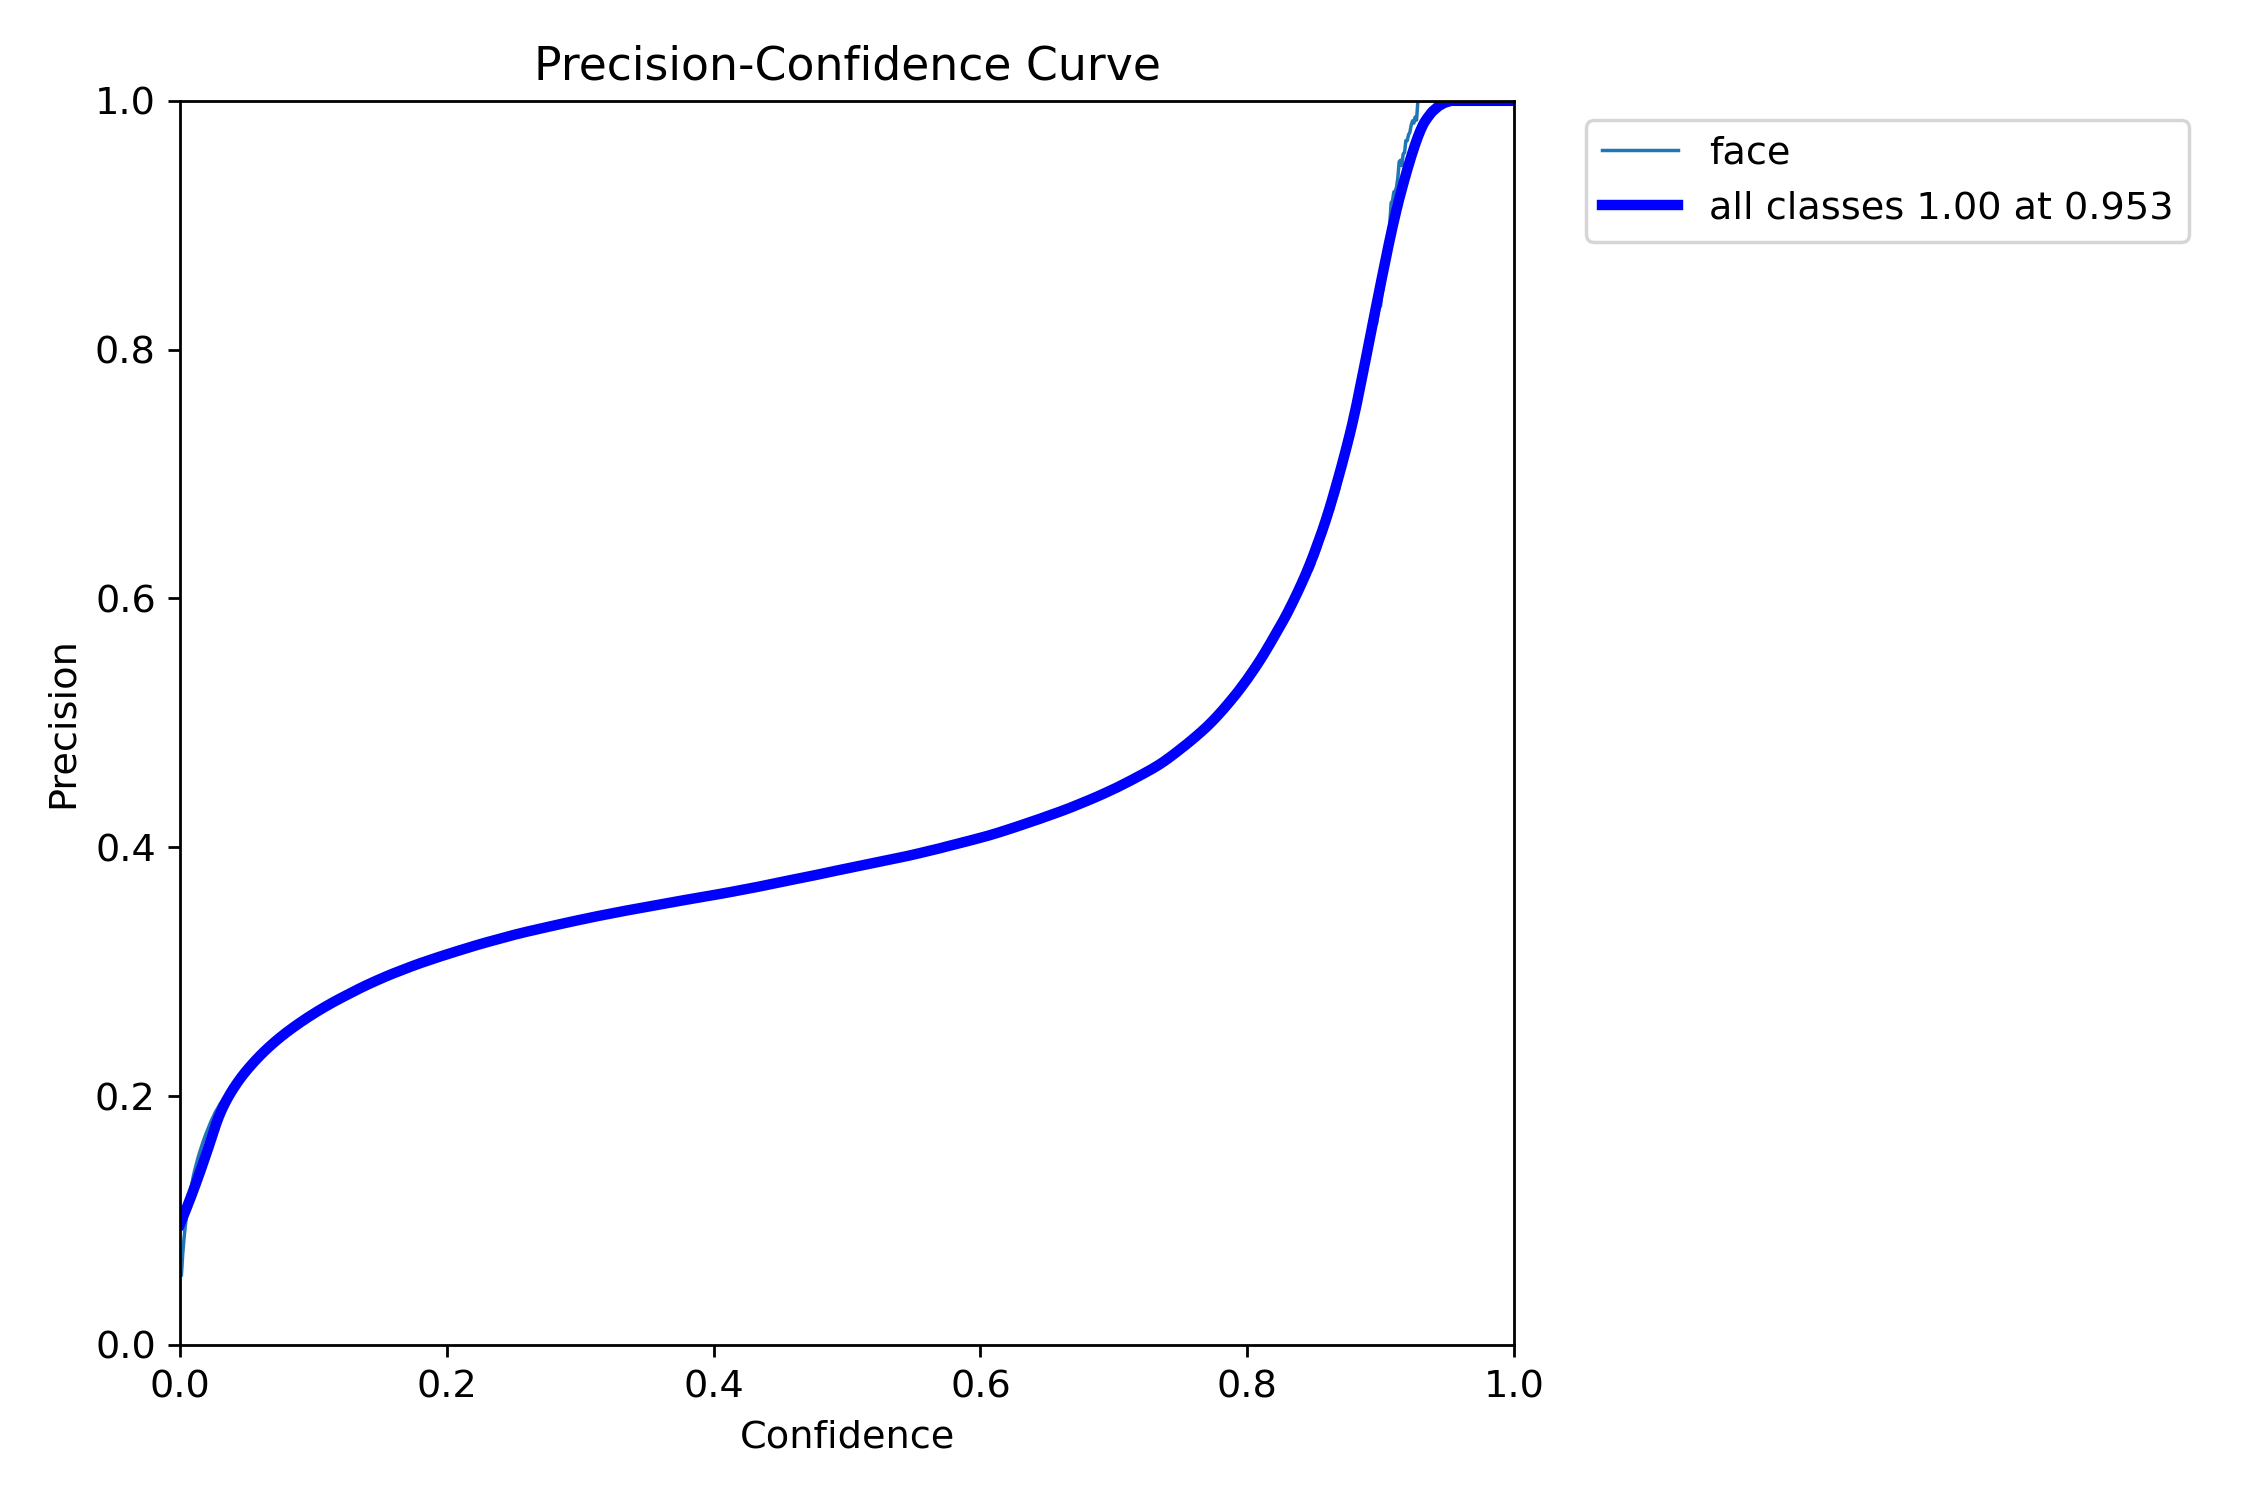 Precision-Confidence Curve
1.0
0.8
0.6
0.4
0.2
0.0
Precision
0.0 0.2 0.4 0.6 0.8 1.0
Confidence
face
all classes 1.00 at 0.953